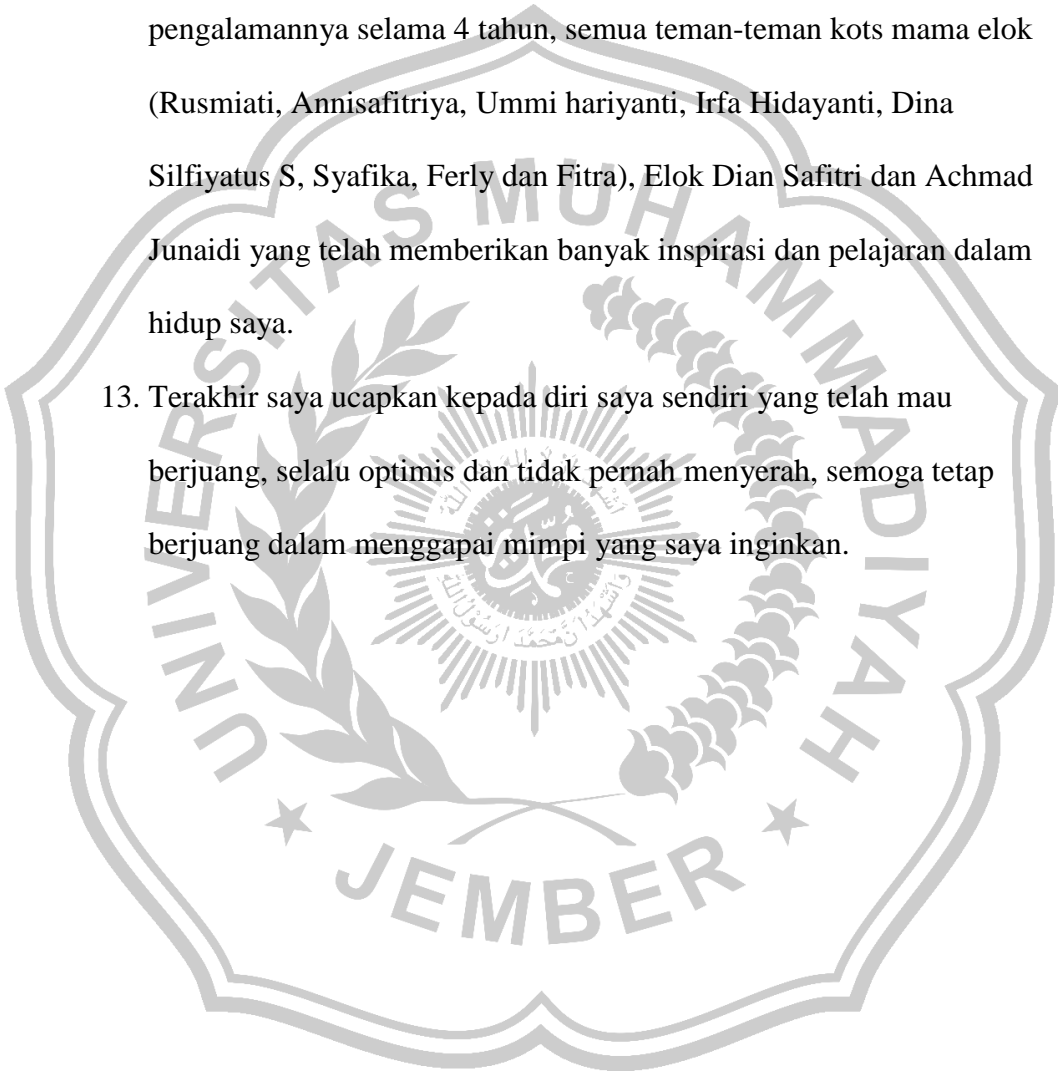 pengalamannya selama 4 tahun, semua teman-teman kots mama elok
(Rusmiati, Annisafitriya, Ummi hariyanti, Irfa Hidayanti, Dina
Silfiyatus S, Syafika, Ferly dan Fitra), Elok Dian Safitri dan Achmad
Junaidi yang telah memberikan banyak inspirasi dan pelajaran dalam
hidup saya.
13. Terakhir saya ucapkan kepada diri saya sendiri yang telah mau
berjuang, selalu optimis dan tidak pernah menyerah, semoga tetap
berjuang dalam menggapai mimpi yang saya inginkan.
UNIVERSITAS MUHAMMADIYAH
JEMBER